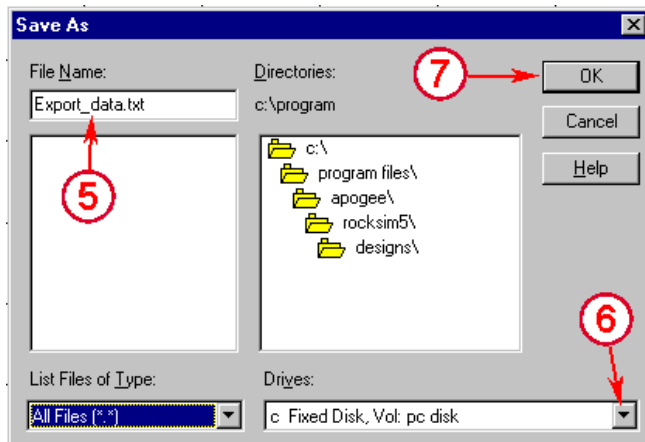 Save As
File Name:
Export_data.txt
5
Directories:
c:\program
c:\
program files\
apogee\
rocksim5\
designs\
7
OK
Cancel
Help
6
List Files of Type:
All Files (*.*)
Drives:
c Fixed Disk, Vol: pc disk